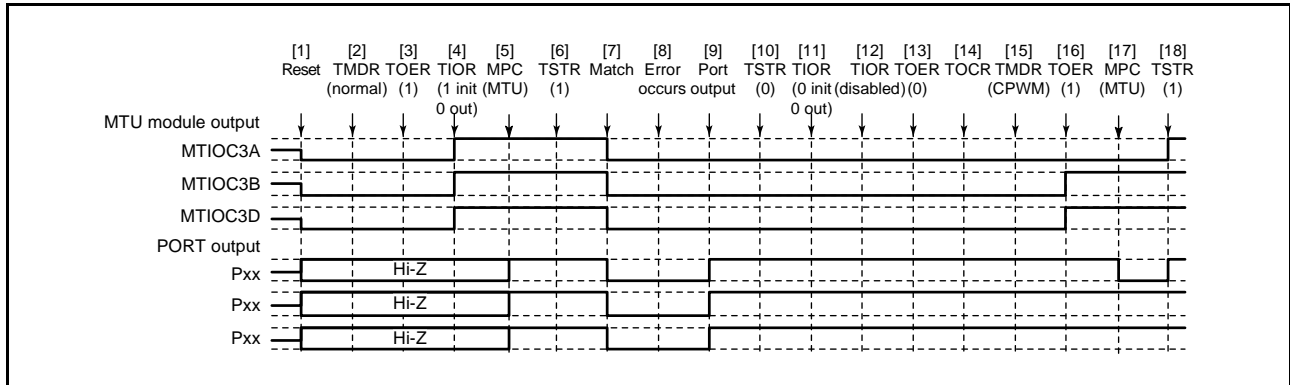 [1] [2] [3] [4] [5] [6] [7] [8] [9] [10] [11] [12] [13] [14] [15] [16] [17] [18]
Reset TMDR TOER TIOR MPC TSTR Match Error Port TSTR TIOR TIOR TOER TOCR TMDR TOER MPC TSTR
(normal) (1) (1 init (MTU) (1) occurs output (0) (0 init (disabled) (0) (CPWM) (1) (MTU) (1)
0 out) 0 out)
MTU module output
MTIOC3A
MTIOC3B
MTIOC3D
PORT output
Pxx Hi-Z
Pxx Hi-Z
Pxx Hi-Z